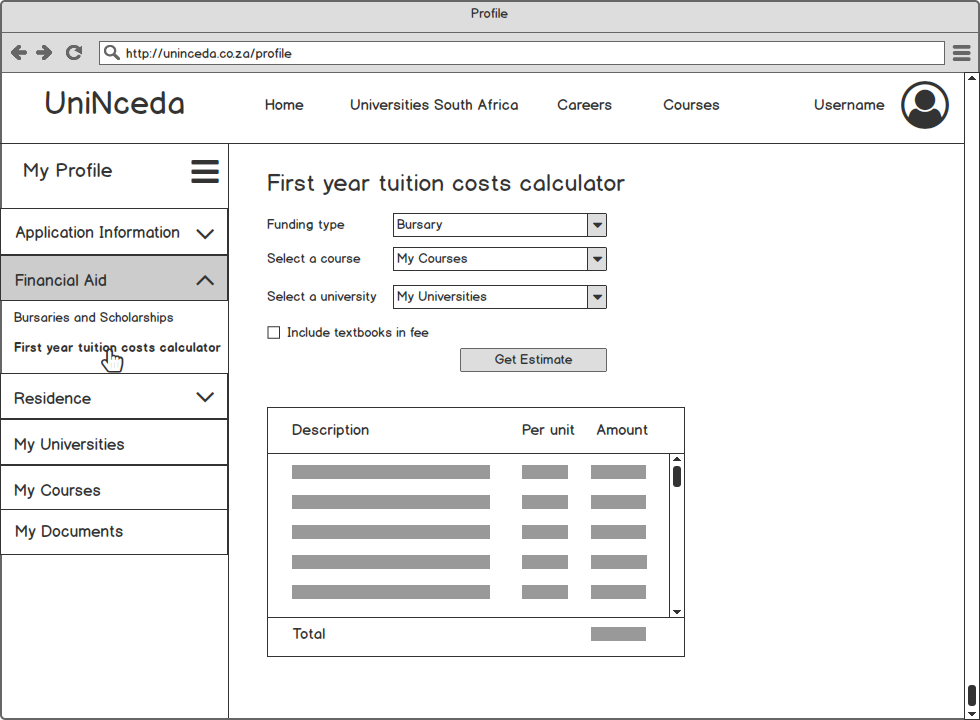 Profile
http://uninceda.co.za/profile
UniNceda
Home Universities South Africa Careers Courses Username
My Profile
Application Information
Financial Aid
Bursaries and Scholarships
First year tuition costs calculator
Residence
My Universities
My Courses
My Documents
First year tuition costs calculator
Funding type Bursary
Select a course My Courses
Select a university My Universities
Include textbooks in fee
Get Estimate
Description Per unit Amount
Total